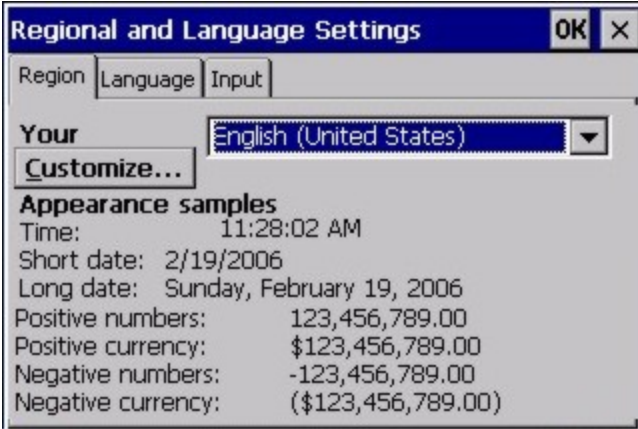 Regional and Language Settings OK ×
Region Language Input
Your English (United States)
Customize...
Appearance samples
Time: 11:28:02 AM
Short date: 2/19/2006
Long date: Sunday, February 19, 2006
Positive numbers: 123,456,789.00
Positive currency: $123,456,789.00
Negative numbers: -123,456,789.00
Negative currency: ($123,456,789.00)